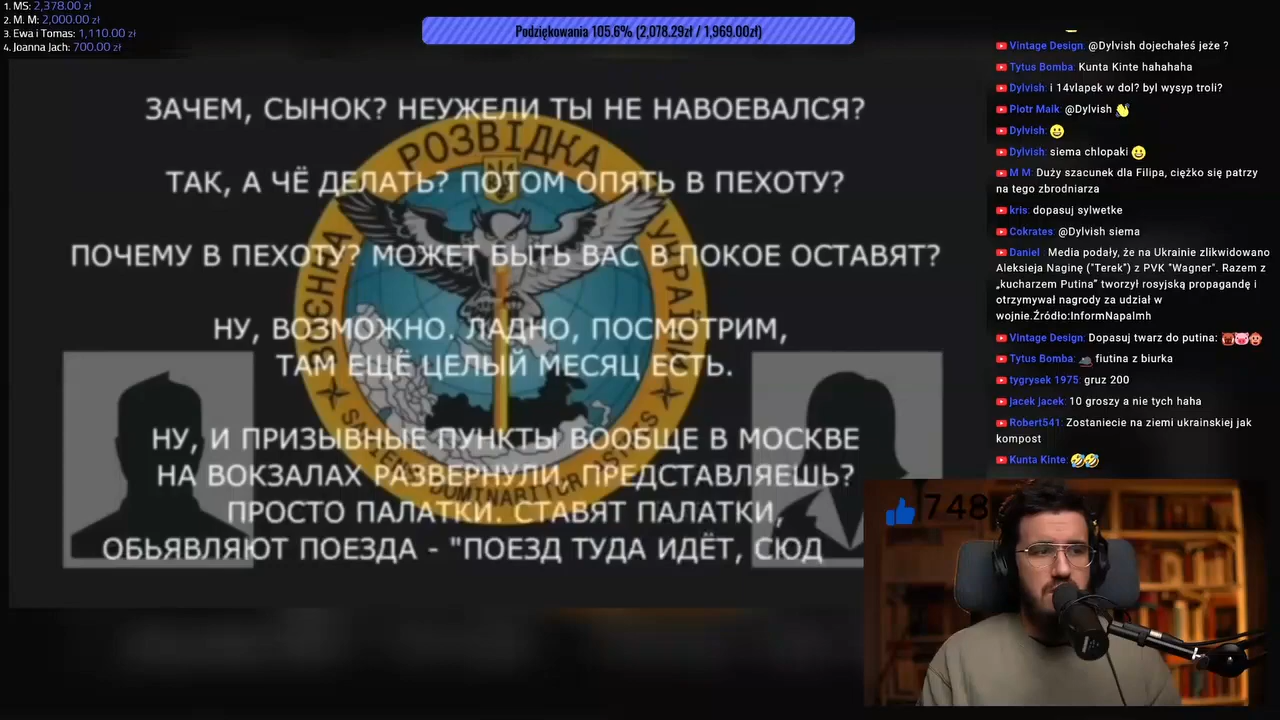 1. MS: 2,378.00 zł
2. M. M: 2,000.00 zł
3. Ewa i Tomas: 1,110.00 zł
4. Joanna Jach: 700.00 zł
Podziękowania 105.6% (2,078.29zł / 1,969.00zł)
ЗАЧЕМ, СЫНОК? НЕУЖЕЛИ ТЫ НЕ НАВОЕВАЛСЯ?
ТАК, А ЧЁ ДЕЛАТЬ? ПОТОМ ОПЯТЬ В ПЕХОТУ?
ПОЧЕМУ В ПЕХОТУ? МОЖЕТ БЫТЬ ВАС В ПОКОЕ ОСТАВЯТ?
НУ, ВОЗМОЖНО. ЛАДНО, ПОСМОТРИМ,
ТАМ ЕЩЁ ЦЕЛЫЙ МЕСЯЦ ЕСТЬ.
НУ, И ПРИЗЫВНЫЕ ПУНКТЫ ВООБЩЕ В МОСКВЕ
НА ВОКЗАЛАХ РАЗВЕРНУЛИ, ПРЕДСТАВЛЯЕШЬ?
ПРОСТО ПАЛАТКИ. СТАВЯТ ПАЛАТКИ,
ОБЬЯВЛЯЮТ ПОЕЗДА - "ПОЕЗД ТУДА ИДЁТ, СЮД
РОЗВІДКА
ВОЄННА
УКРАЇНИ
SAPIENS DOMINABITUR ASTRIS
Vintage Design: @Dylvish dojechałeś jeże ?
Tytus Bomba: Kunta Kinte hahahaha
Dylvish: i 14vlapek w dol? byl wysyp troli?
Piotr Maik: @Dylvish 👋
Dylvish: 😀
Dylvish: siema chlopaki 😀
M M: Duży szacunek dla Filipa, ciężko się patrzy
na tego zbrodniarza
kris: dopasuj sylwetke
Cokrates: @Dylvish siema
Daniel: Media podały, że na Ukrainie zlikwidowano
Aleksieja Naginę ("Terek") z PVK "Wagner". Razem z
„kucharzem Putina" tworzył rosyjską propagandę i
otrzymywał nagrody za udział w
wojnie.Źródło:InformNapalmh
Vintage Design: Dopasuj twarz do putina: 👹🐷👺
Tytus Bomba: 🐀 fiutina z biurka
tygrysek 1975: gruz 200
jacek jacek: 10 groszy a nie tych haha
Robert541: Zostaniecie na ziemi ukrainskiej jak
kompost
Kunta Kinte: 🤣🤣
748